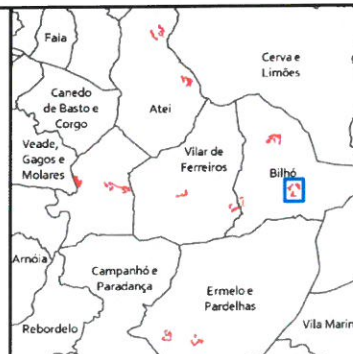 Faia
Cerva e
Limões
Canedo
de Basto e
Corgo
Atei
Veade,
Gagos e
Molares
Vilar de
Ferreiros
Bilhó
Arnóia
Campanhó e
Paradança
Ermelo e
Pardelhas
Rebordelo
Vila Marin